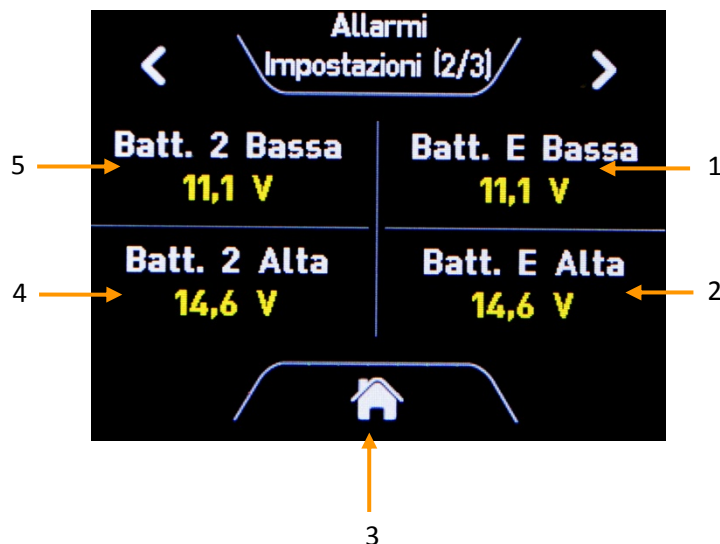 Allarmi
Impostazioni (2/3)
Batt. 2 Bassa
11,1 V
Batt. E Bassa
11,1 V
Batt. 2 Alta
14,6 V
Batt. E Alta
14,6 V
5
1
4
2
3